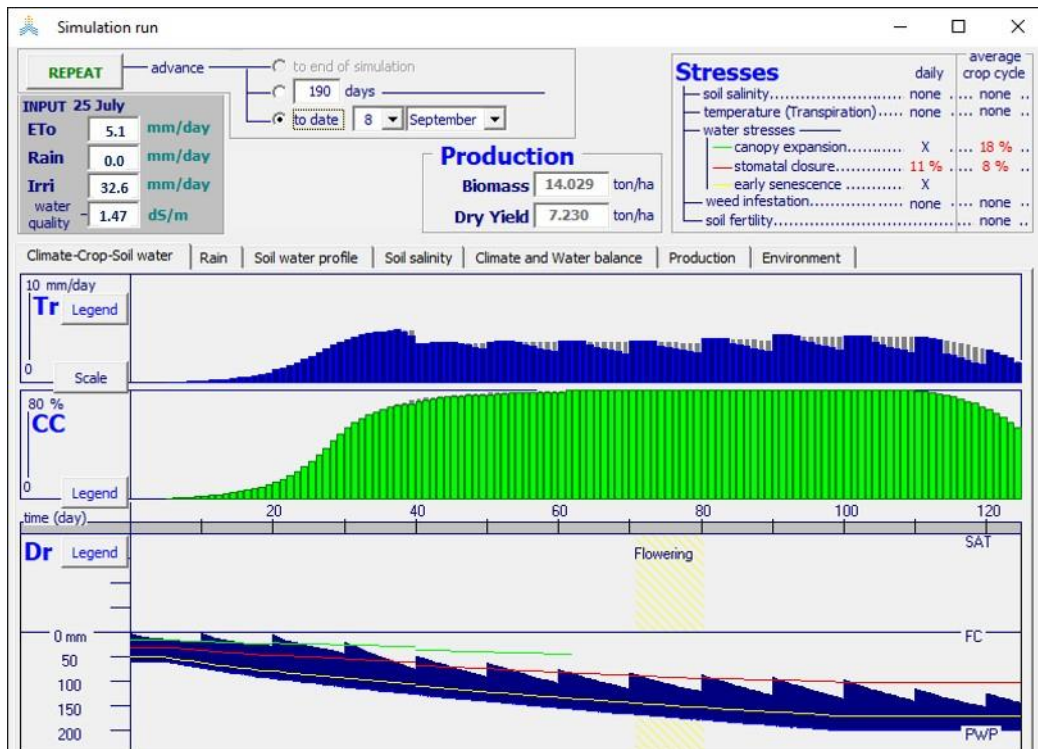 Simulation run
REPEAT advance to end of simulation
190 days
to date 8 September
INPUT 25 July
ETo 5.1 mm/day
Rain 0.0 mm/day
Irri 32.6 mm/day
water quality 1.47 dS/m
Production
Biomass 14.029 ton/ha
Dry Yield 7.230 ton/ha
average
Stresses daily crop cycle
soil salinity............................ none .... none ..
temperature (Transpiration)..... none .... none ..
water stresses
canopy expansion........... X .... 18 % ..
stomatal closure............ 11 % .... 8 % ..
early senescence ........... X
weed infestation.................... none .... none ..
soil fertility............................................. none ..
Climate-Crop-Soil water Rain Soil water profile Soil salinity Climate and Water balance Production Environment
10 mm/day
Tr Legend
0
Scale
80 %
CC
0
Legend
time (day) 20 40 60 80 100 120
Dr Legend Flowering SAT
0 mm FC
50
100
150
200 PWP